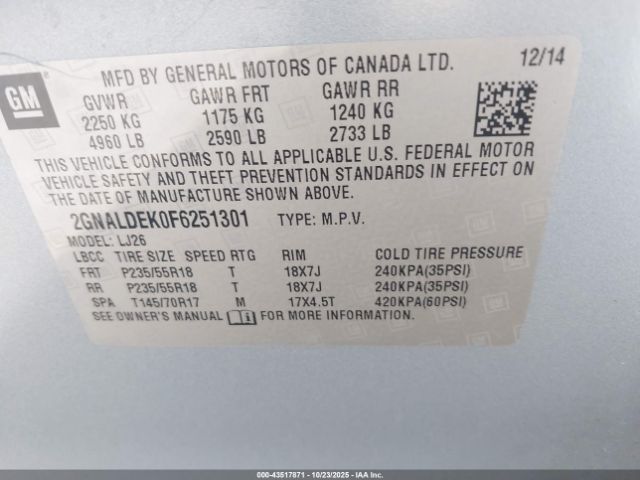 GM
MFD BY GENERAL MOTORS OF CANADA LTD. 12/14
GVWR GAWR FRT GAWR RR
2250 KG 1175 KG 1240 KG
4960 LB 2590 LB 2733 LB
THIS VEHICLE CONFORMS TO ALL APPLICABLE U.S. FEDERAL MOTOR
VEHICLE SAFETY AND THEFT PREVENTION STANDARDS IN EFFECT ON
THE DATE OF MANUFACTURE SHOWN ABOVE.
2GNALDEK0F6251301 TYPE: M.P.V.
MODEL: LJ26
LBCC TIRE SIZE SPEED RTG RIM COLD TIRE PRESSURE
FRT P235/55R18 T 18X7J 240KPA(35PSI)
RR P235/55R18 T 18X7J 240KPA(35PSI)
SPA T145/70R17 M 17X4.5T 420KPA(60PSI)
SEE OWNER'S MANUAL FOR MORE INFORMATION.
000-43517871 - 10/23/2025 - COPYRIGHT IAA, LLC.